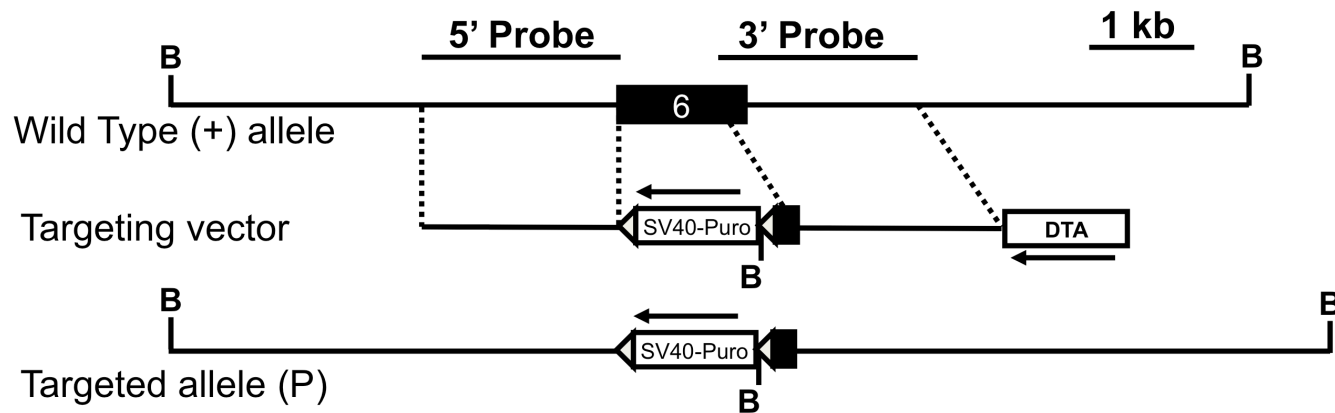 5’ Probe 3’ Probe 1 kb
B B
6
Wild Type (+) allele
Targeting vector SV40-Puro DTA
B
B B
SV40-Puro
Targeted allele (P)
B